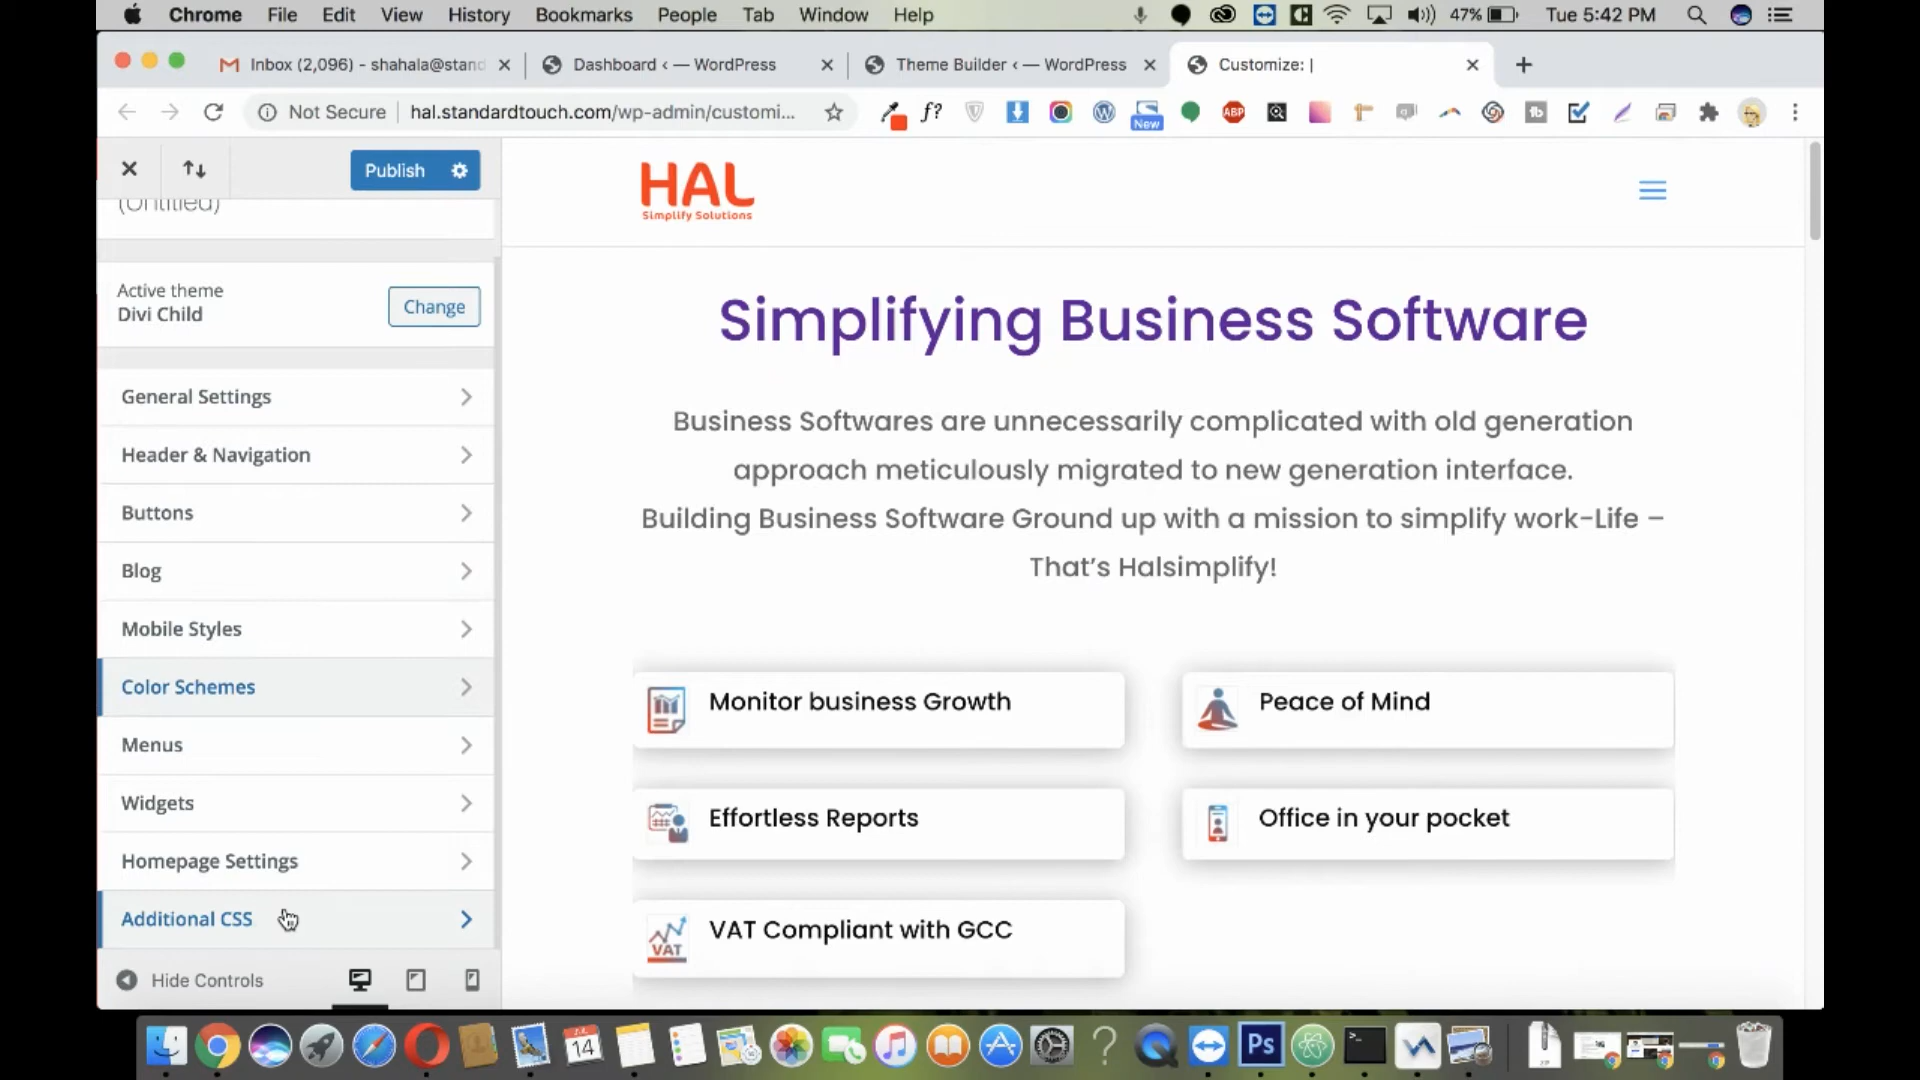 Chrome File Edit View History Bookmarks People Tab Window Help 47% Tue 5:42 PM
Inbox (2,096) - shahala@stand Dashboard ‹ — WordPress Theme Builder ‹ — WordPress Customize: |
Not Secure hal.standardtouch.com/wp-admin/customi... f? New ABP
Publish
(Untitled)
Active theme
Divi Child
Change
General Settings
Header & Navigation
Buttons
Blog
Mobile Styles
Color Schemes
Menus
Widgets
Homepage Settings
Additional CSS
Hide Controls
HAL
Simplify Solutions
Simplifying Business Software
Business Softwares are unnecessarily complicated with old generation
approach meticulously migrated to new generation interface.
Building Business Software Ground up with a mission to simplify work-Life –
That’s Halsimplify!
Monitor business Growth
Peace of Mind
Effortless Reports
Office in your pocket
VAT
VAT Compliant with GCC
14
Ps